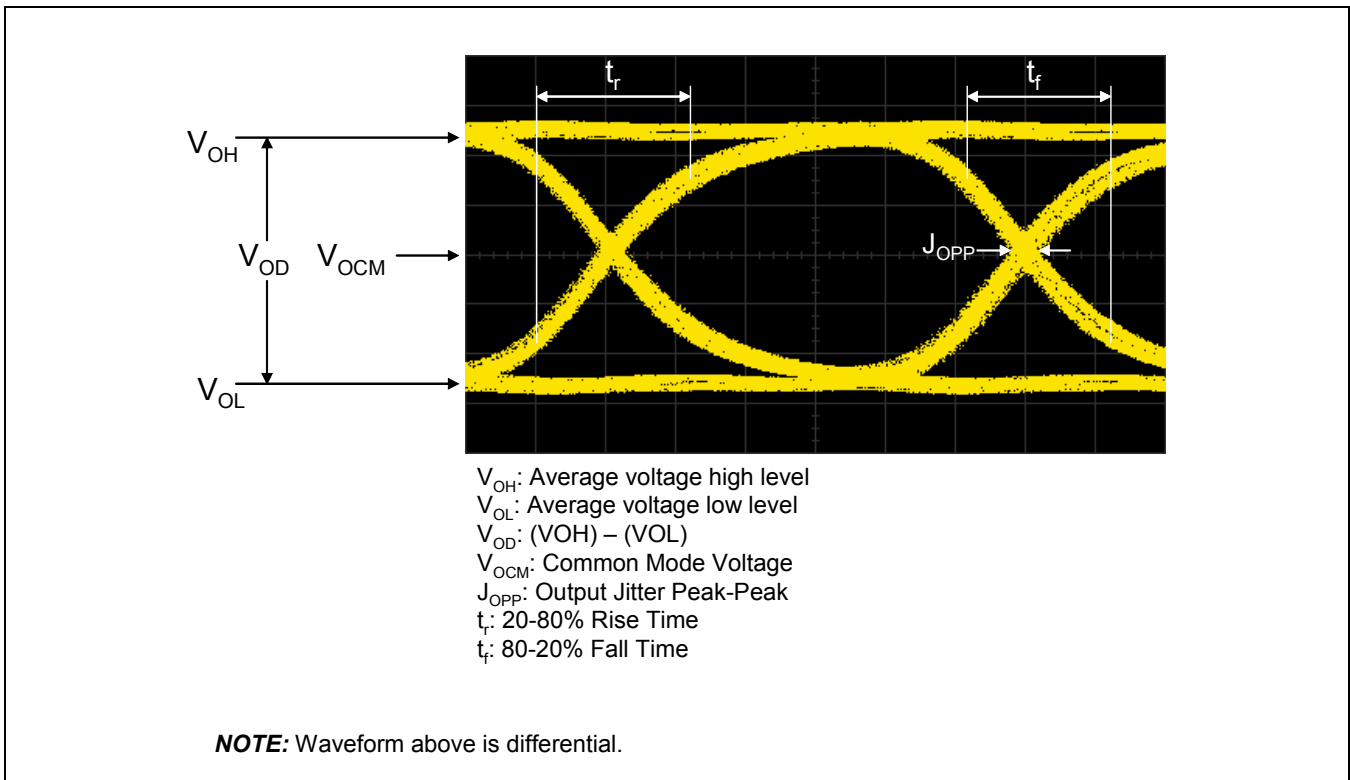 t_r
t_f
V_OH
V_OD
V_OCM
J_OPP
V_OL
V_OH: Average voltage high level
V_OL: Average voltage low level
V_OD: (VOH) – (VOL)
V_OCM: Common Mode Voltage
J_OPP: Output Jitter Peak-Peak
t_r: 20-80% Rise Time
t_f: 80-20% Fall Time
NOTE: Waveform above is differential.